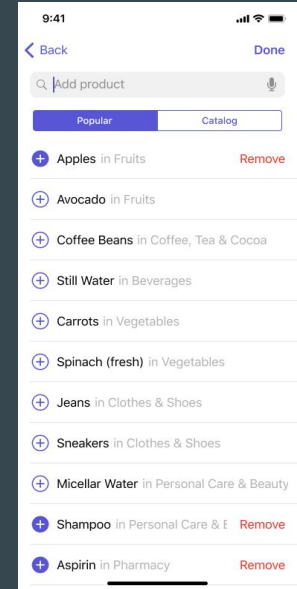 9:41
Back Done
Add product
Popular Catalog
Apples in Fruits Remove
Avocado in Fruits
Coffee Beans in Coffee, Tea & Cocoa
Still Water in Beverages
Carrots in Vegetables
Spinach (fresh) in Vegetables
Jeans in Clothes & Shoes
Sneakers in Clothes & Shoes
Micellar Water in Personal Care & Beauty
Shampoo in Personal Care & E Remove
Aspirin in Pharmacy Remove